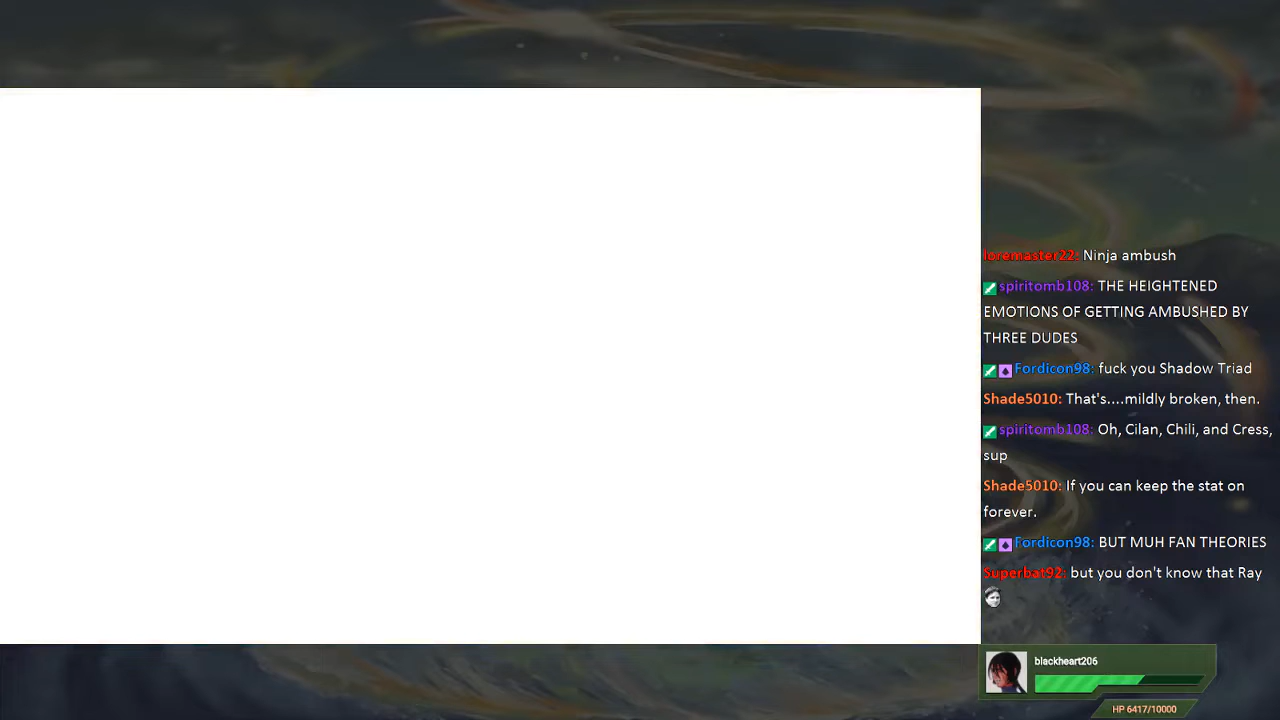 loremaster22: Ninja ambush
spiritomb108: THE HEIGHTENED
EMOTIONS OF GETTING AMBUSHED BY
THREE DUDES
Fordicon98: fuck you Shadow Triad
Shade5010: That's....mildly broken, then.
spiritomb108: Oh, Cilan, Chili, and Cress,
sup
Shade5010: If you can keep the stat on
forever.
Fordicon98: BUT MUH FAN THEORIES
Superbat92: but you don't know that Ray
blackheart206
HP 6417/10000